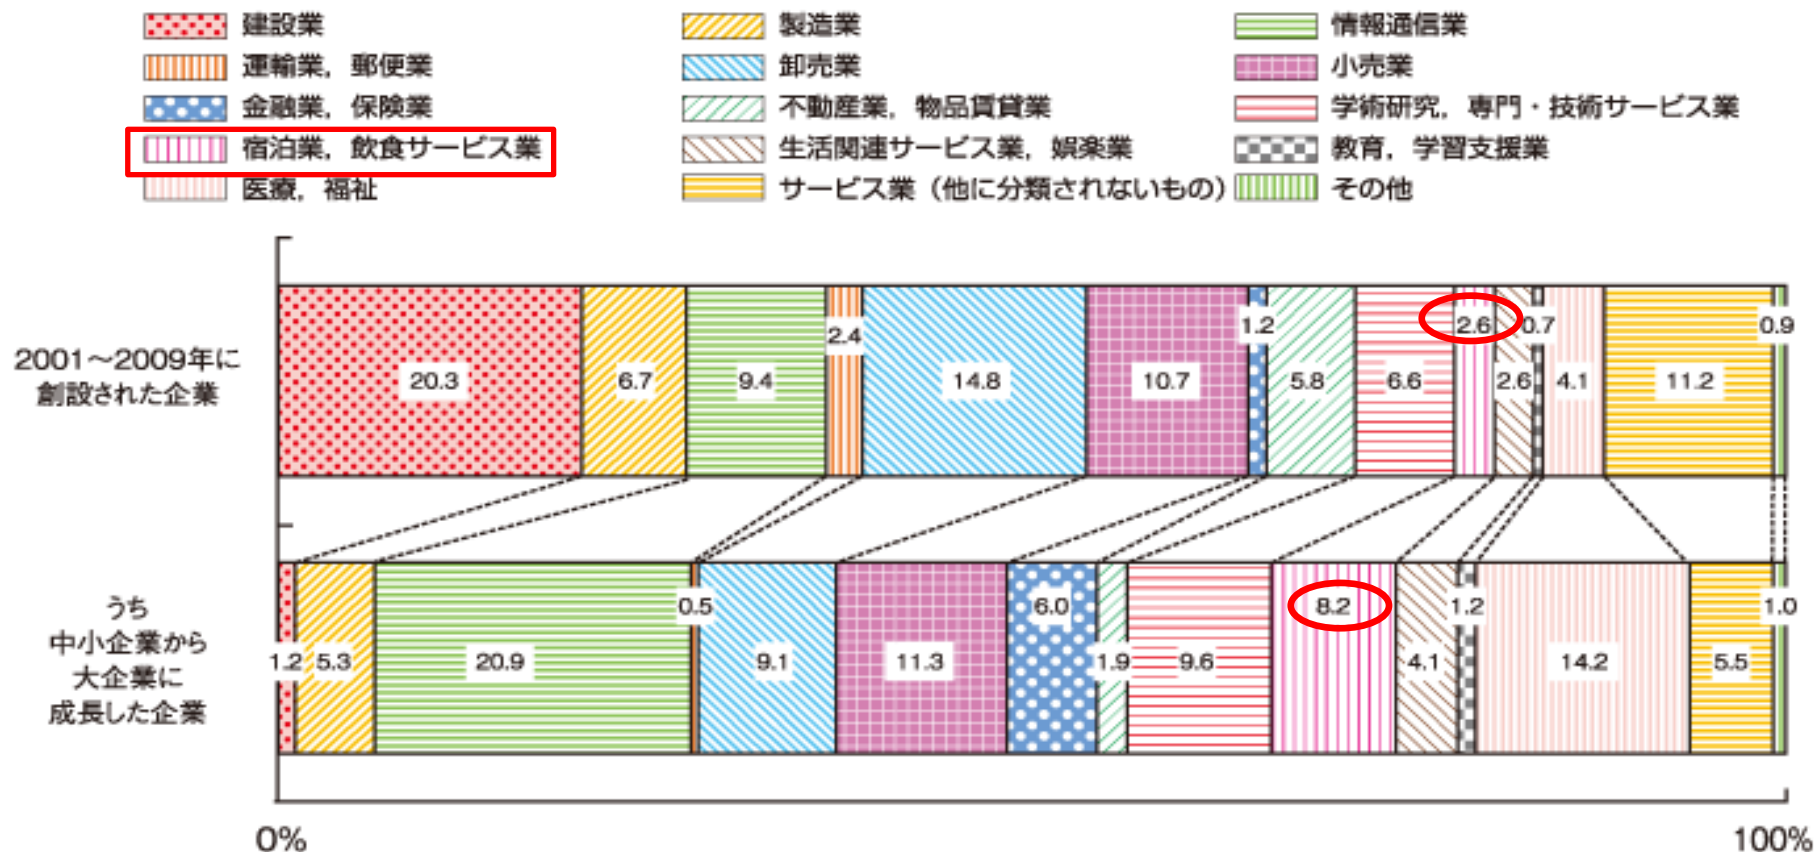 建設業 製造業 情報通信業
運輸業，郵便業 卸売業 小売業
金融業，保険業 不動産業，物品賃貸業 学術研究，専門・技術サービス業
宿泊業，飲食サービス業 生活関連サービス業，娯楽業 教育，学習支援業
医療，福祉 サービス業（他に分類されないもの） その他
2001～2009年に
創設された企業
20.3 6.7 9.4 2.4 14.8 10.7 1.2 5.8 6.6 2.6 2.6 0.7 4.1 11.2 0.9
うち
中小企業から
大企業に
成長した企業
1.2 5.3 20.9 0.5 9.1 11.3 6.0 1.9 9.6 8.2 4.1 1.2 14.2 5.5 1.0
0% 100%